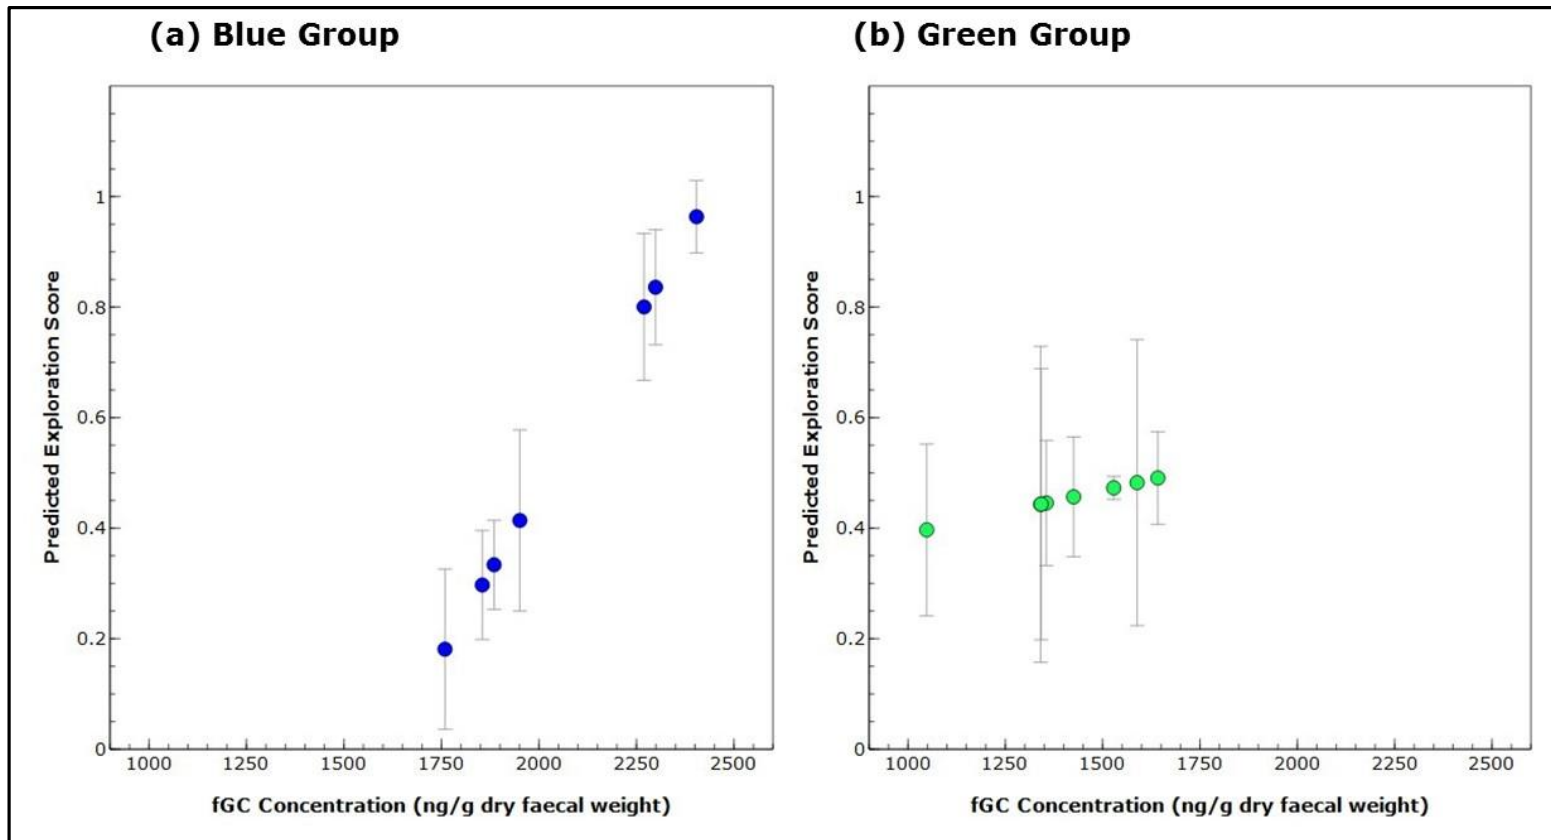 (a) Blue Group
Predicted Exploration Score
1
0.8
0.6
0.4
0.2
0
1000 1250 1500 1750 2000 2250 2500
fGC Concentration (ng/g dry faecal weight)
(b) Green Group
Predicted Exploration Score
1
0.8
0.6
0.4
0.2
0
1000 1250 1500 1750 2000 2250 2500
fGC Concentration (ng/g dry faecal weight)